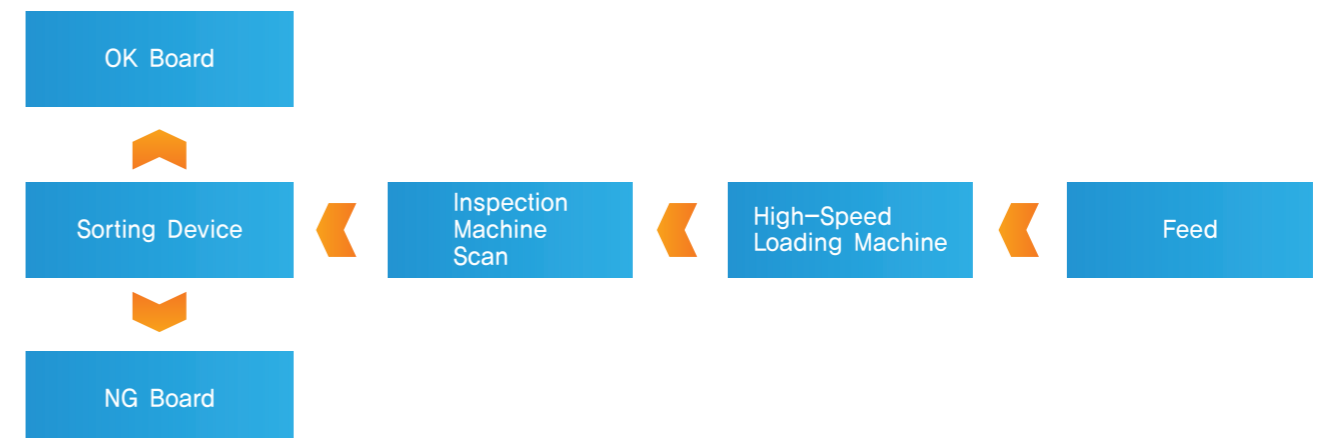 OK Board
Sorting Device
Inspection
Machine
Scan
High-Speed
Loading Machine
Feed
NG Board